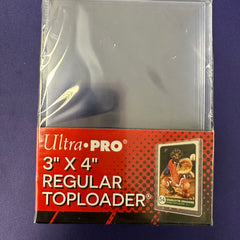 Ultra•PRO®
3" X 4"
REGULAR
TOPLOADER®